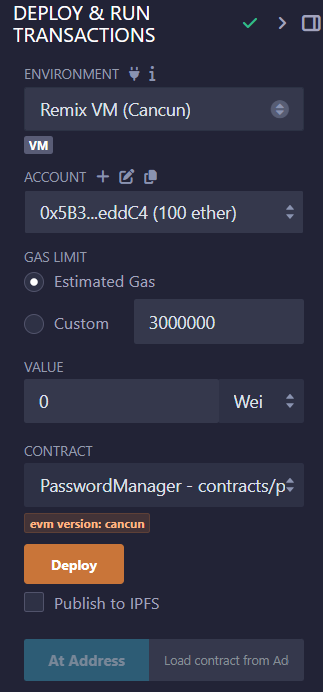 DEPLOY & RUN
TRANSACTIONS
ENVIRONMENT
Remix VM (Cancun)
VM
ACCOUNT
0x5B3...eddC4 (100 ether)
GAS LIMIT
Estimated Gas
Custom
3000000
VALUE
0
Wei
CONTRACT
PasswordManager - contracts/p
evm version: cancun
Deploy
Publish to IPFS
At Address
Load contract from Ad